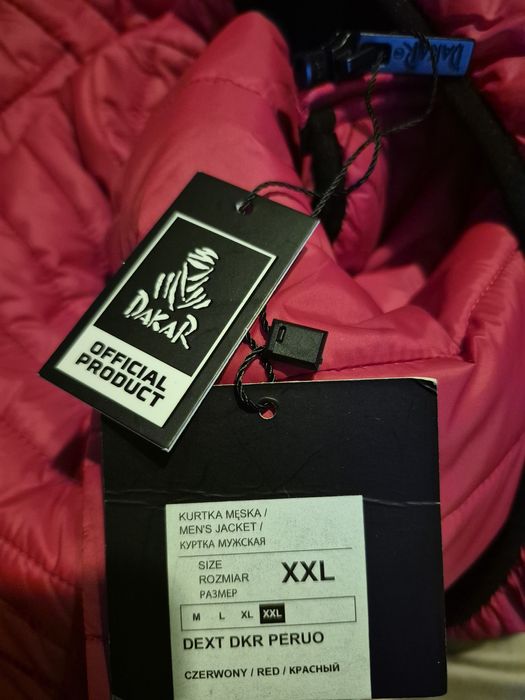 DAKAR
DAKAR
OFFICIAL
PRODUCT
KURTKA MĘSKA /
MEN'S JACKET /
КУРТКА МУЖСКАЯ
SIZE
ROZMIAR
РАЗМЕР
XXL
M L XL XXL
DEXT DKR PERUO
CZERWONY / RED / КРАСНЫЙ